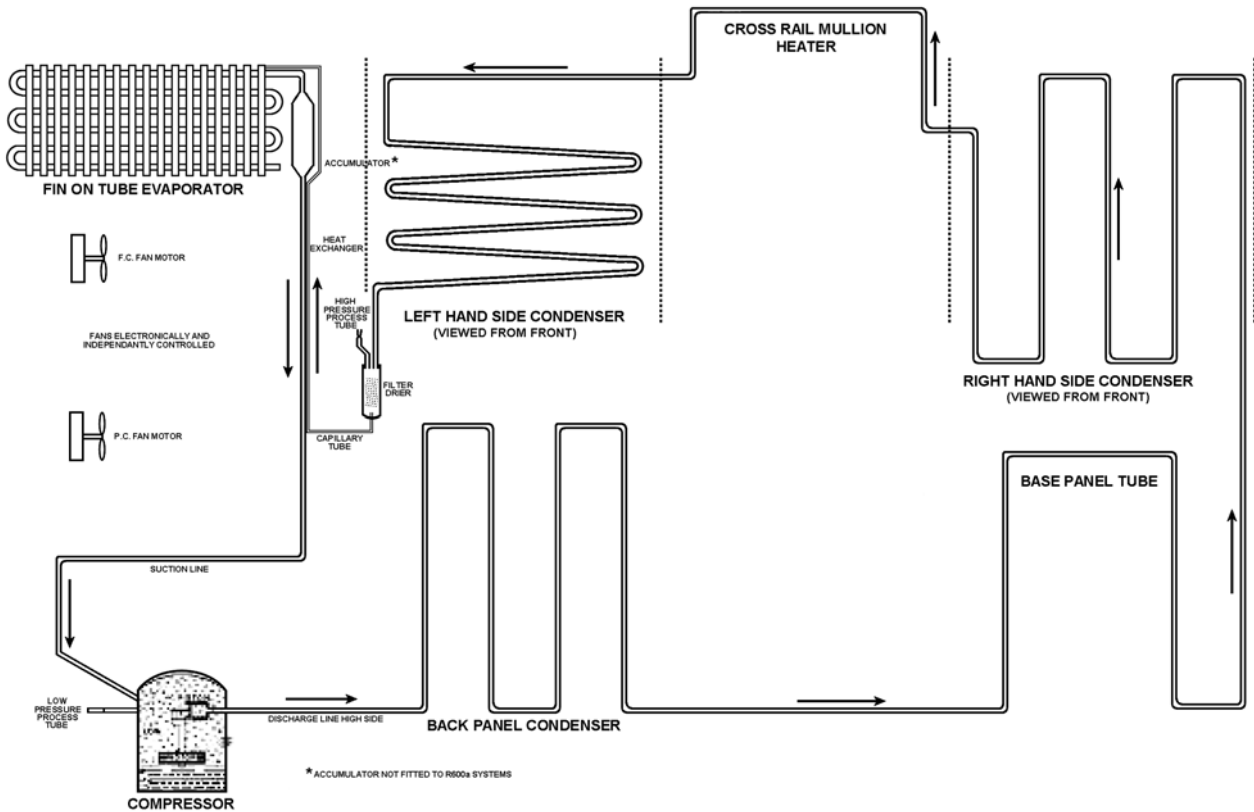 CROSS RAIL MULLION
HEATER
ACCUMULATOR *
FIN ON TUBE EVAPORATOR
HEAT
EXCHANGER
F.C. FAN MOTOR
HIGH
PRESSURE
PROCESS
TUBE
LEFT HAND SIDE CONDENSER
(VIEWED FROM FRONT)
FANS ELECTRONICALLY AND
INDEPENDANTLY CONTROLLED
FILTER
DRIER
RIGHT HAND SIDE CONDENSER
(VIEWED FROM FRONT)
P.C. FAN MOTOR
CAPILLARY
TUBE
BASE PANEL TUBE
SUCTION LINE
LOW
PRESSURE
PROCESS
TUBE
DISCHARGE LINE HIGH SIDE
BACK PANEL CONDENSER
* ACCUMULATOR NOT FITTED TO R600a SYSTEMS
COMPRESSOR